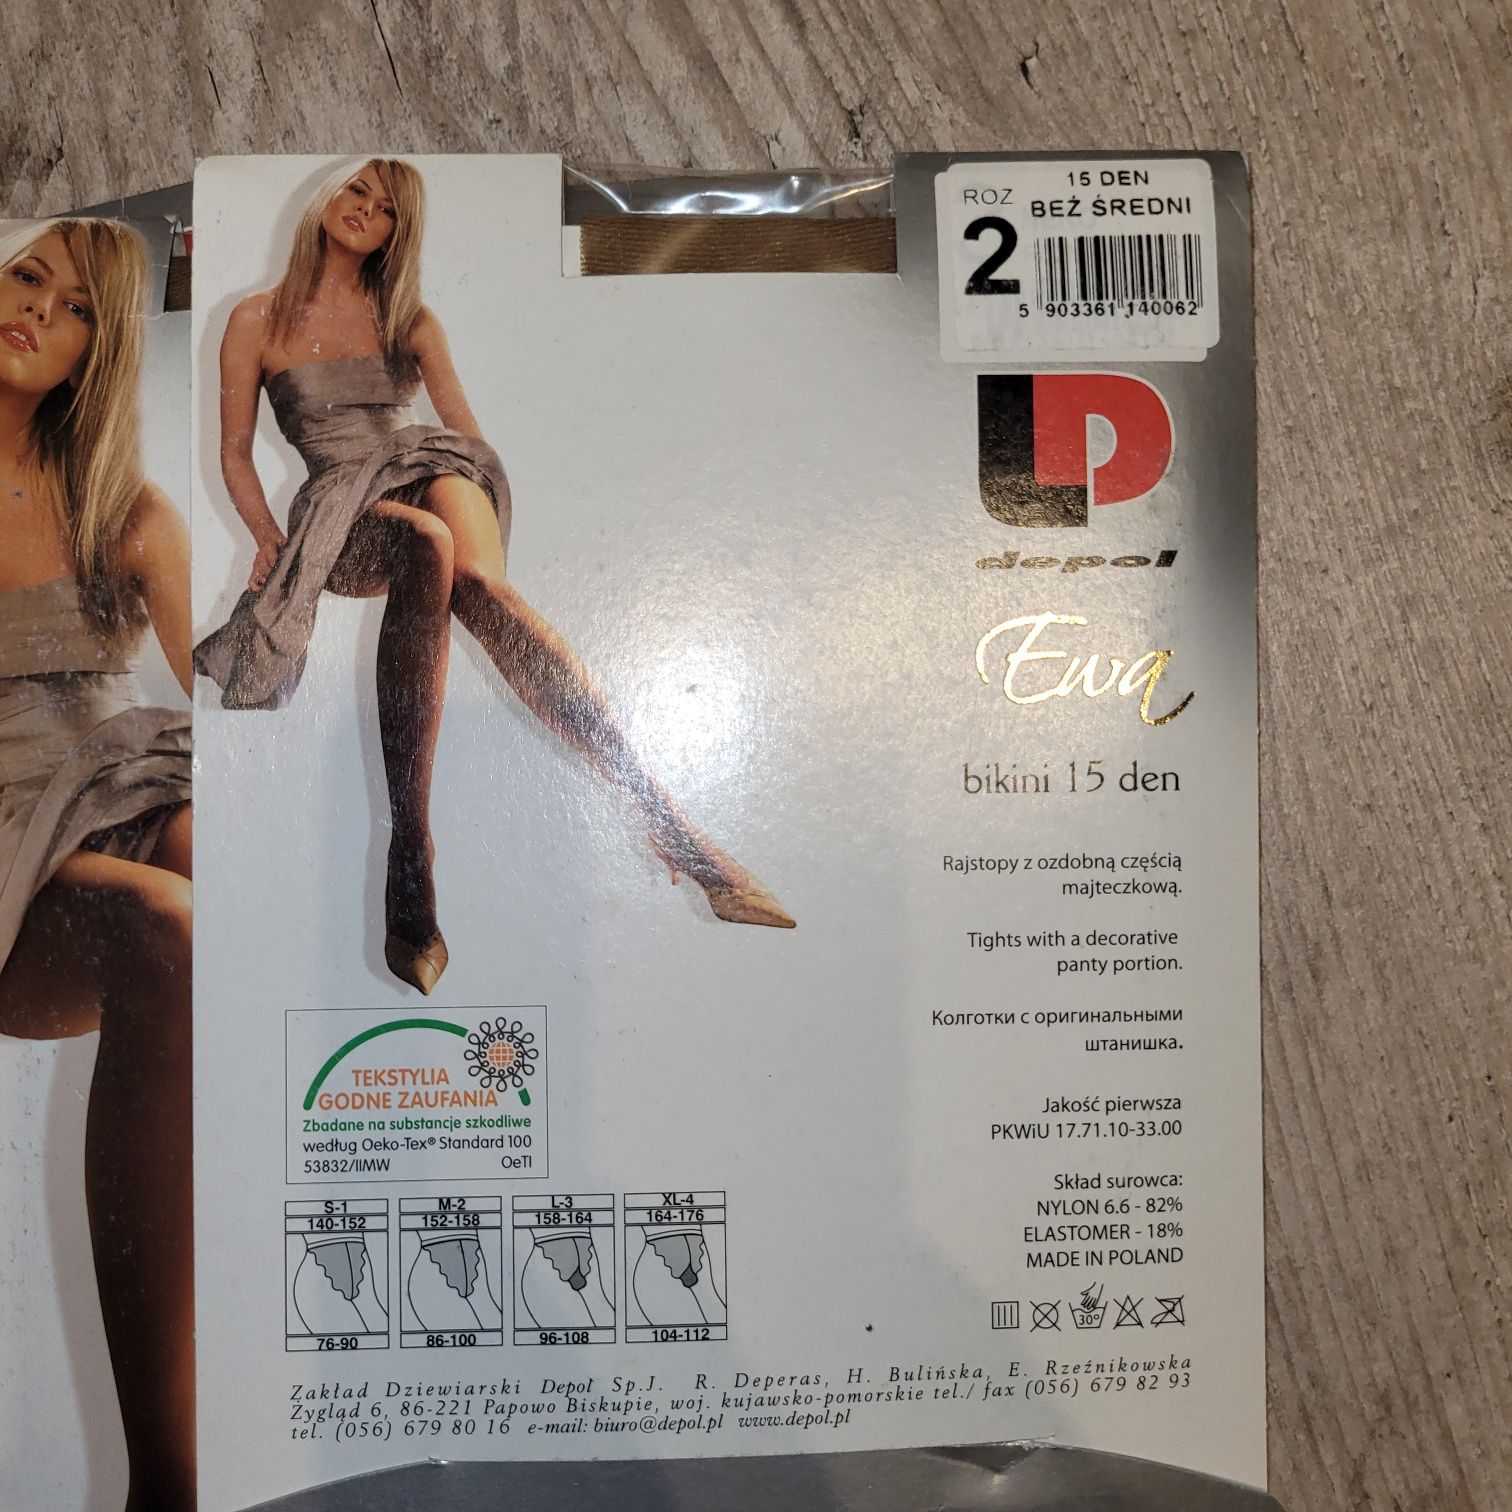 15 DEN
ROZ BEŻ ŚREDNI
2
5 903361 140062
depol
Ewa
bikini 15 den
Rajstopy z ozdobną częścią
majteczkową.
Tights with a decorative
panty portion.
Колготки с оригинальными
штанишка.
Jakość pierwsza
PKWiU 17.71.10-33.00
Skład surowca:
NYLON 6.6 - 82%
ELASTOMER - 18%
MADE IN POLAND
30°
TEKSTYLIA
GODNE ZAUFANIA
Zbadane na substancje szkodliwe
według Oeko-Tex® Standard 100
53832/IIMW OeTI
S-1 M-2 L-3 XL-4
140-152 152-158 158-164 164-176
76-90 86-100 96-108 104-112
Zakład Dziewiarski Depol Sp.J. R. Deperas, H. Bulińska, E. Rzeźnikowska
Zygląd 6, 86-221 Papowo Biskupie, woj. kujawsko-pomorskie tel./ fax (056) 679 82 93
tel. (056) 679 80 16 e-mail: biuro@depol.pl www.depol.pl